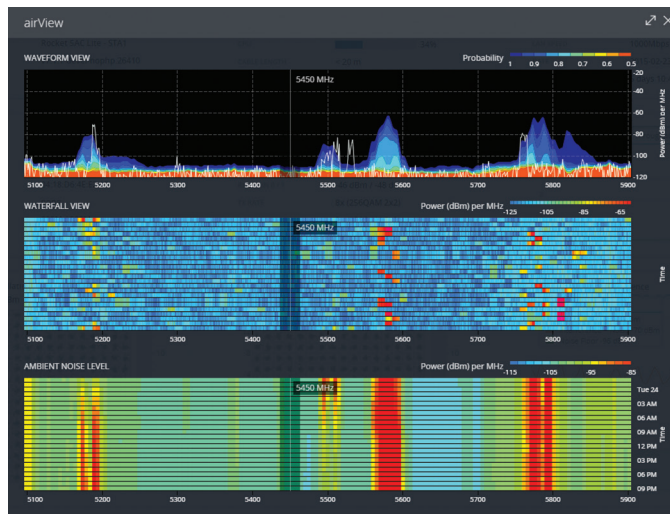 airView
WAVEFORM VIEW
Probability 1 0.9 0.8 0.7 0.6 0.5
5450 MHz
-20
-40
-60
-80
-100
-120
Power (dBm) per MHz
5100 5200 5300 5400 5500 5600 5700 5800 5900
WATERFALL VIEW
Power (dBm) per MHz -125 -105 -85 -65
5450 MHz
Time
5100 5200 5300 5400 5500 5600 5700 5800 5900
AMBIENT NOISE LEVEL
Power (dBm) per MHz -115 -105 -95 -85
5450 MHz
Tue 24
03 AM
06 AM
09 AM
12 PM
03 PM
06 PM
09 PM
Time
5100 5200 5300 5400 5500 5600 5700 5800 5900